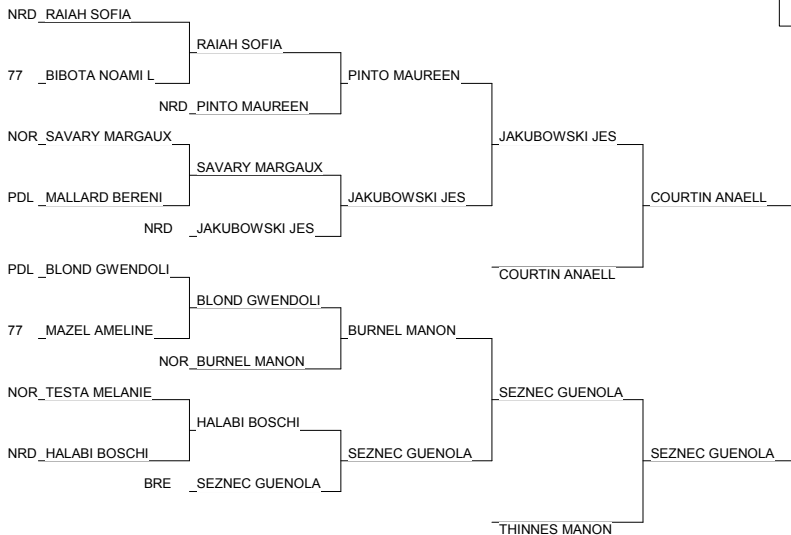 NRD RAIAH SOFIA
RAIAH SOFIA
77 BIBOTA NOAMI L
PINTO MAUREEN
NRD PINTO MAUREEN
NOR SAVARY MARGAUX
JAKUBOWSKI JES
SAVARY MARGAUX
PDL MALLARD BERENI
JAKUBOWSKI JES
COURTIN ANAELL
NRD JAKUBOWSKI JES
PDL BLOND GWENDOLI
COURTIN ANAELL
BLOND GWENDOLI
77 MAZEL AMELINE
BURNEL MANON
NOR BURNEL MANON
NOR TESTA MELANIE
SEZNEC GUENOLA
HALABI BOSCHI
NRD HALABI BOSCHI
SEZNEC GUENOLA
SEZNEC GUENOLA
BRE SEZNEC GUENOLA
THINNES MANON